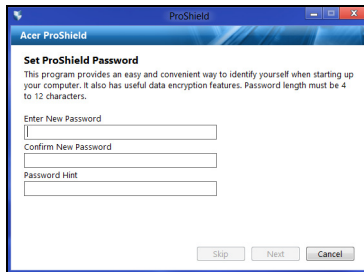 ProShield
Acer ProShield
Set ProShield Password
This program provides an easy and convenient way to identify yourself when starting up
your computer. It also has useful data encryption features. Password length must be 4
to 12 characters.
Enter New Password
Confirm New Password
Password Hint
Skip
Next
Cancel